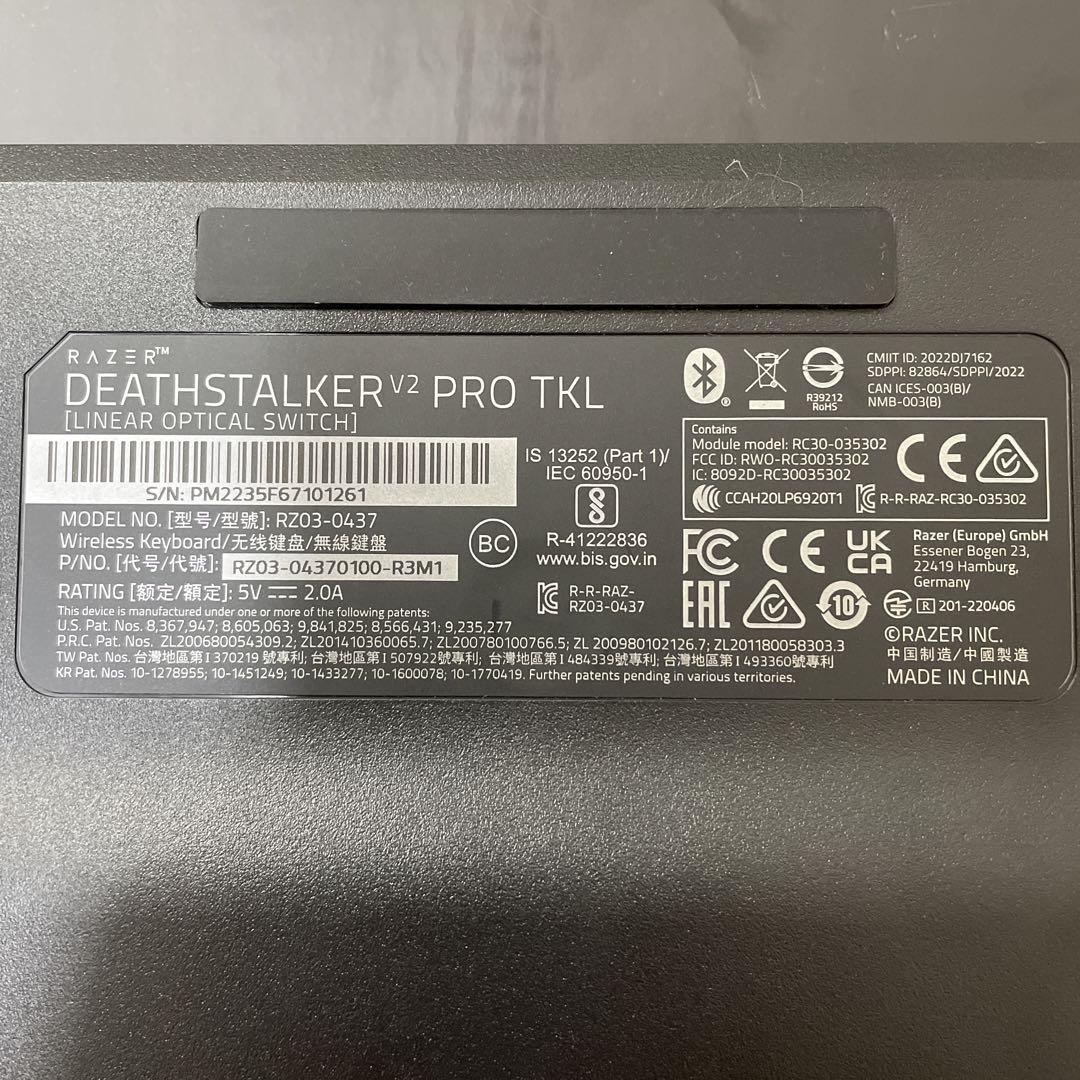 RAZER™
DEATHSTALKER V2 PRO TKL
[LINEAR OPTICAL SWITCH]
S/N: PM2235F67101261
MODEL NO. [型号/型號]: RZ03-0437
Wireless Keyboard/无线键盘/無線鍵盤
P/NO. [代号/代號]: RZ03-04370100-R3M1
RATING [额定/額定]: 5V ⎓ 2.0A
This device is manufactured under one or more of the following patents:
U.S. Pat. Nos. 8,367,947; 8,605,063; 9,841,825; 8,566,431; 9,235,277
P.R.C. Pat. Nos. ZL200680054309.2; ZL201410360065.7; ZL200780100766.5; ZL 200980102126.7; ZL201180058303.3
TW Pat. Nos. 台灣地區第 I 370219 號專利; 台灣地區第 I 507922號專利; 台灣地區第 I 484339號專利; 台灣地區第 I 493360號專利
KR Pat. Nos. 10-1278955; 10-1451249; 10-1433277; 10-1600078; 10-1770419. Further patents pending in various territories.
BC
IS 13252 (Part 1)/
IEC 60950-1
R-41222836
www.bis.gov.in
R-R-RAZ-
RZ03-0437
R39212
RoHS
CMIIT ID: 2022DJ7162
SDPPI: 82864/SDPPI/2022
CAN ICES-003(B)/
NMB-003(B)
Contains
Module model: RC30-035302
FCC ID: RWO-RC30035302
IC: 8092D-RC30035302
CCAH20LP6920T1
R-R-RAZ-RC30-035302
CE
FC CE UK
CA
EAC
10
R 201-220406
Razer (Europe) GmbH
Essener Bogen 23,
22419 Hamburg,
Germany
©RAZER INC.
中国制造/中國製造
MADE IN CHINA